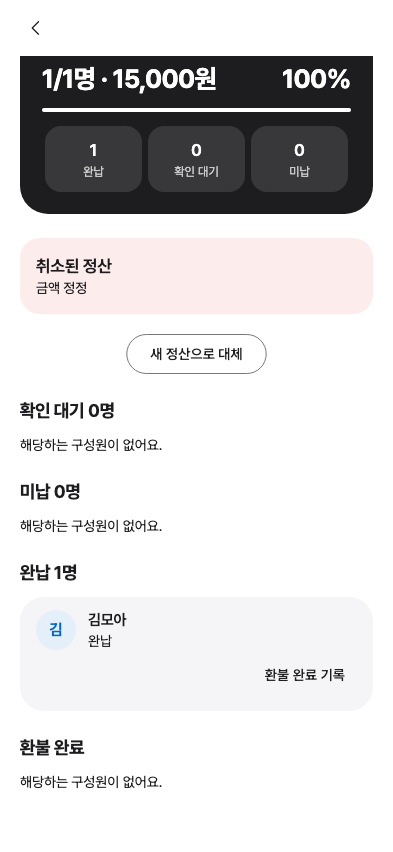 1/1명 · 15,000원 100%
1 0 0
완납 확인 대기 미납
취소된 정산
금액 정정
새 정산으로 대체
확인 대기 0명
해당하는 구성원이 없어요.
미납 0명
해당하는 구성원이 없어요.
완납 1명
김 김모아
완납
환불 완료 기록
환불 완료
해당하는 구성원이 없어요.